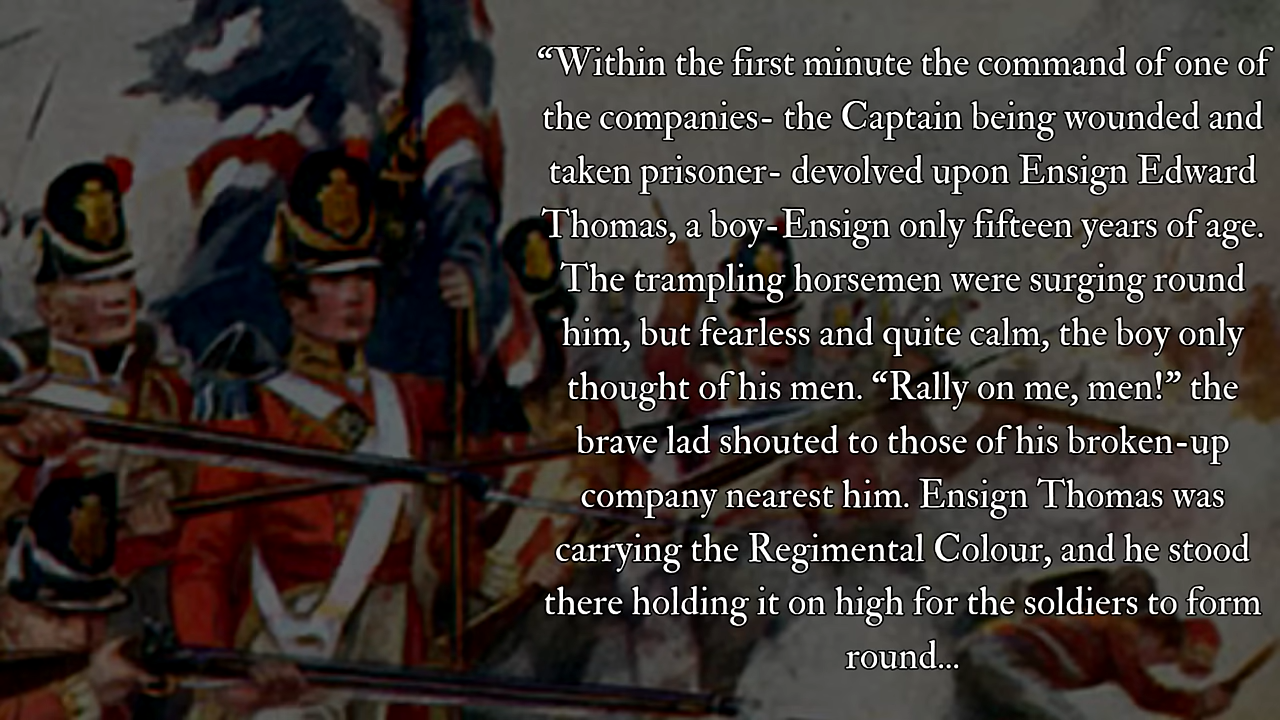 “Within the first minute the command of one of
the companies- the Captain being wounded and
taken prisoner- devolved upon Ensign Edward
Thomas, a boy-Ensign only fifteen years of age.
The trampling horsemen were surging round
him, but fearless and quite calm, the boy only
thought of his men. “Rally on me, men!” the
brave lad shouted to those of his broken-up
company nearest him. Ensign Thomas was
carrying the Regimental Colour, and he stood
there holding it on high for the soldiers to form
round...